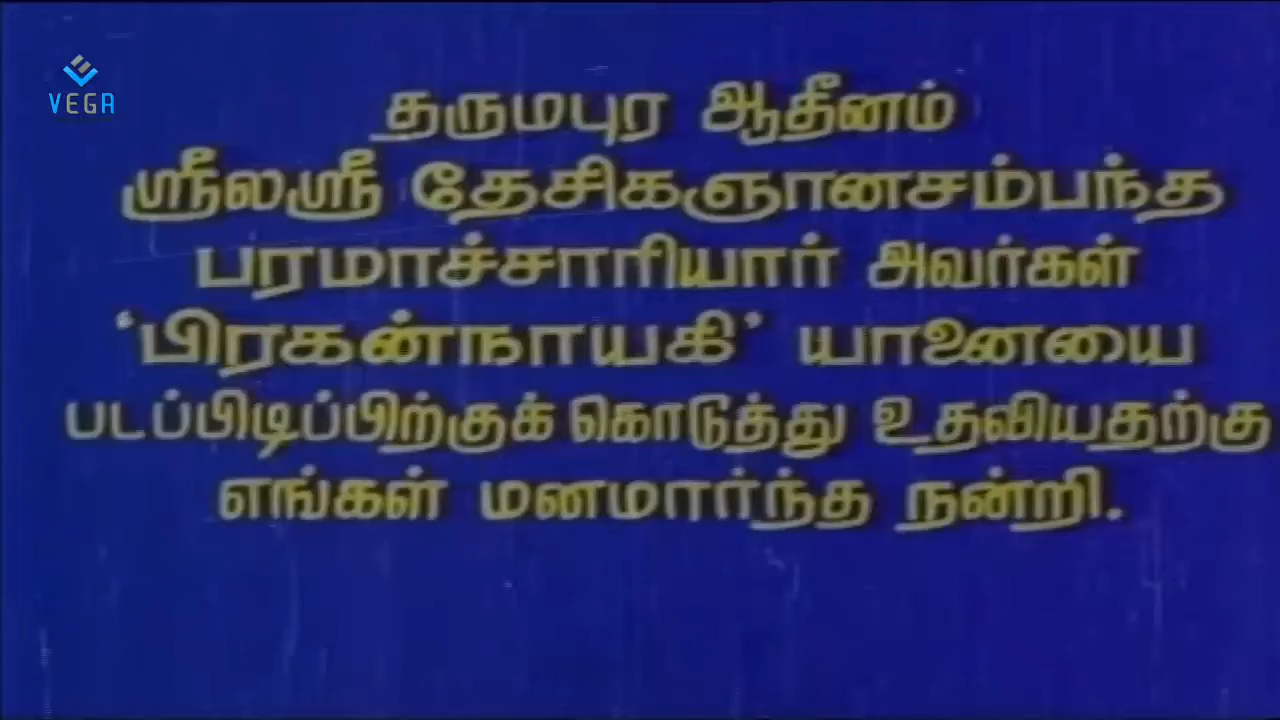 VEGA
தருமபுர ஆதீனம்
ஸ்ரீலஸ்ரீ தேசிகஞானசம்பந்த
பரமாச்சாரியார் அவர்கள்
‘பிரகன்நாயகி’ யானையை
படப்பிடிப்பிற்குக் கொடுத்து உதவியதற்கு
எங்கள் மனமார்ந்த நன்றி.